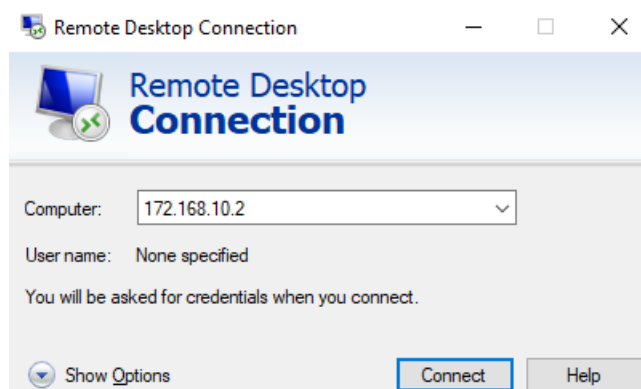 Remote Desktop Connection
Remote Desktop
Connection
Computer: 172.168.10.2
User name: None specified
You will be asked for credentials when you connect.
Show Options Connect Help